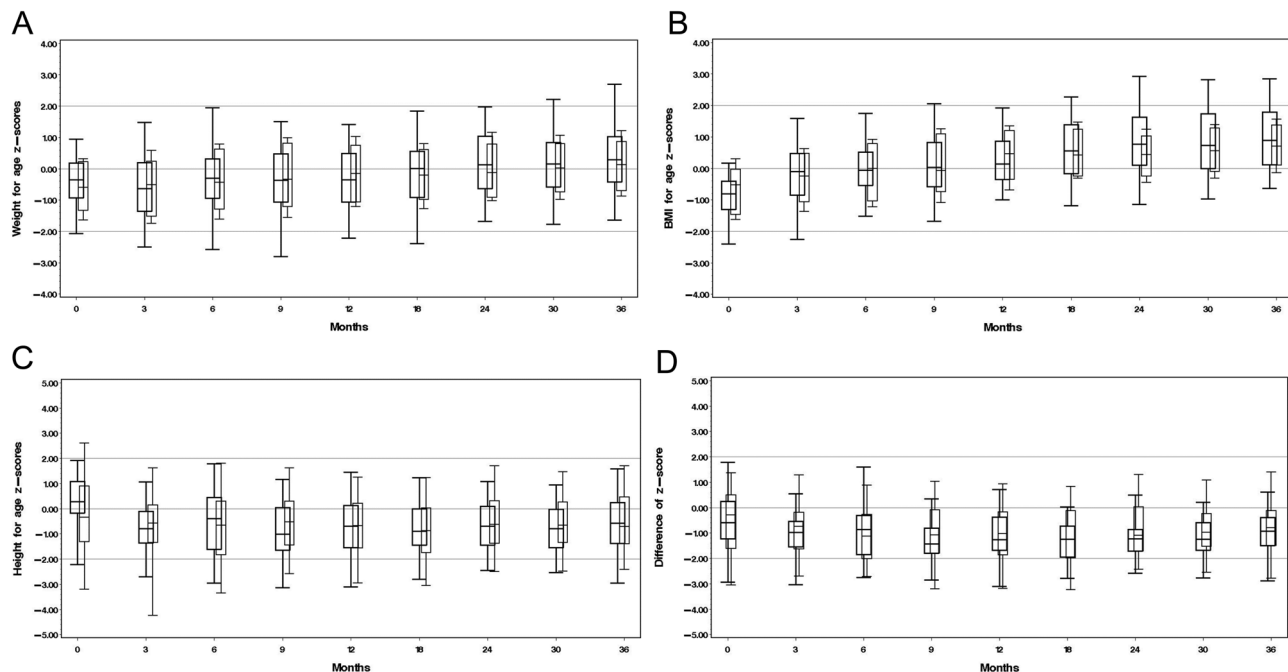 A
4.00
3.00
2.00
1.00
0.00
−1.00
−2.00
−3.00
−4.00
Weight for age z−scores
0 3 6 9 12 18 24 30 36
Months
B
4.00
3.00
2.00
1.00
0.00
−1.00
−2.00
−3.00
−4.00
BMI for age z−scores
0 3 6 9 12 18 24 30 36
Months
C
5.00
4.00
3.00
2.00
1.00
−0.00
−1.00
−2.00
−3.00
−4.00
−5.00
Height for age z−scores
0 3 6 9 12 18 24 30 36
Months
D
5.00
4.00
3.00
2.00
1.00
−0.00
−1.00
−2.00
−3.00
−4.00
−5.00
Difference of z−score
0 3 6 9 12 18 24 30 36
Months